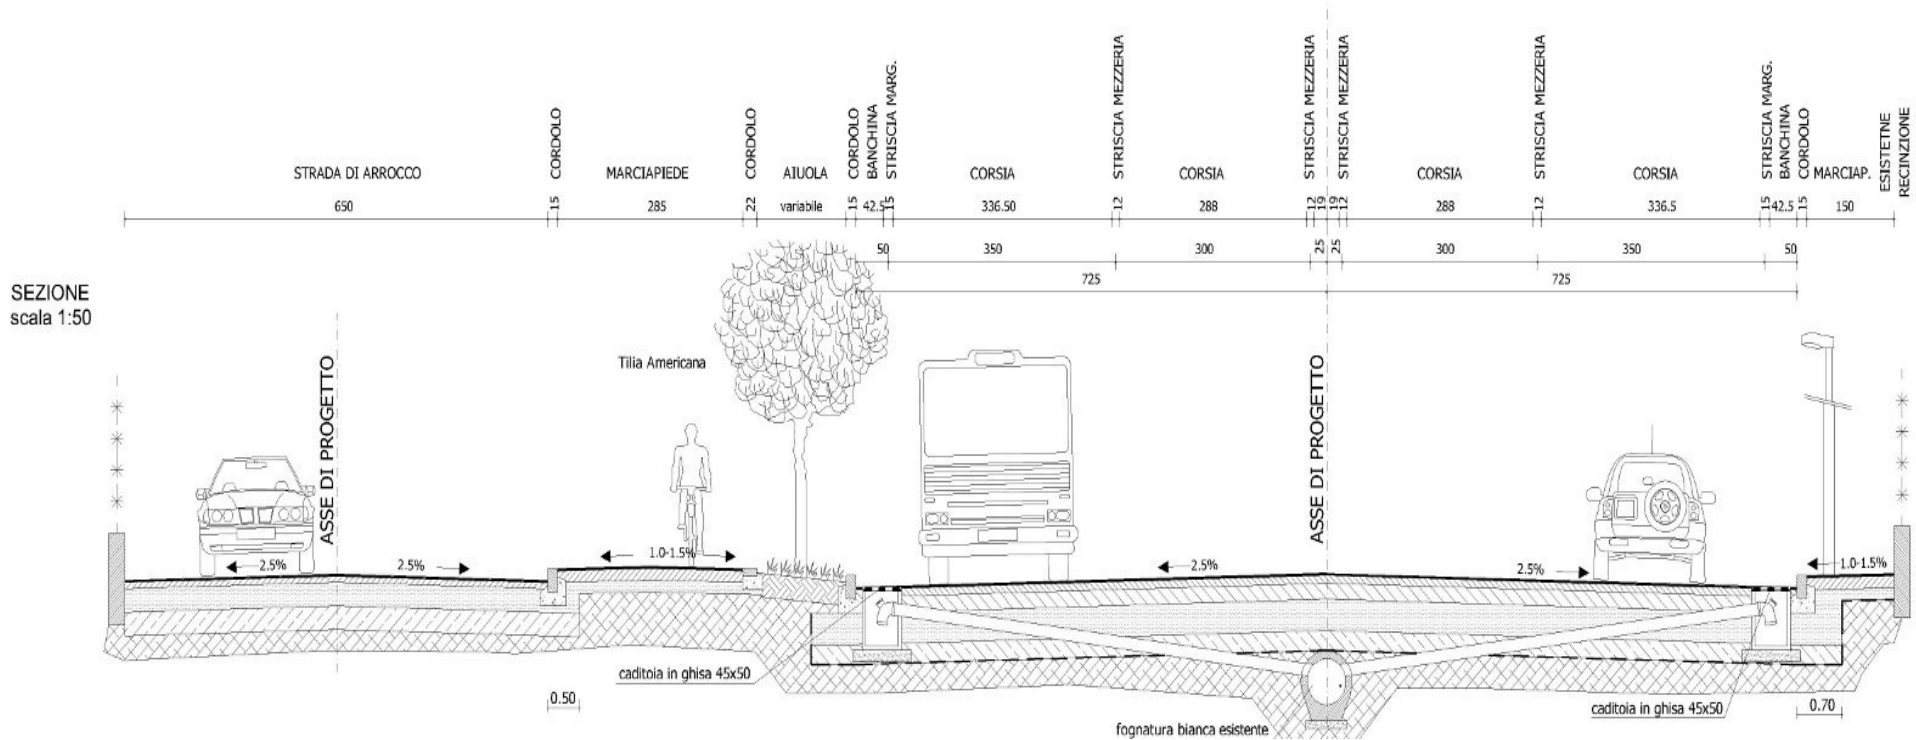 STRADA DI ARROCCO
CORDOLO
MARCIAPIEDE
CORDOLO
AIUOLA
CORDOLO
BANCHINA
STRISCIA MARG.
CORSIA
STRISCIA MEZZERIA
CORSIA
STRISCIA MEZZERIA
STRISCIA MEZZERIA
CORSIA
STRISCIA MEZZERIA
CORSIA
STRISCIA MARG.
BANCHINA
CORDOLO
MARCIAP.
ESISTETNE
RECINZIONE
650
15
285
22
variabile
15
42.5
15
336.50
12
288
12
19
19
12
288
12
336.5
15
42.5
15
150
50
350
300
25
25
300
350
50
725
725
SEZIONE
scala 1:50
ASSE DI PROGETTO
Tilia Americana
ASSE DI PROGETTO
2.5%
2.5%
1.0-1.5%
2.5%
2.5%
1.0-1.5%
caditoia in ghisa 45x50
0.50
fognatura bianca esistente
caditoia in ghisa 45x50
0.70